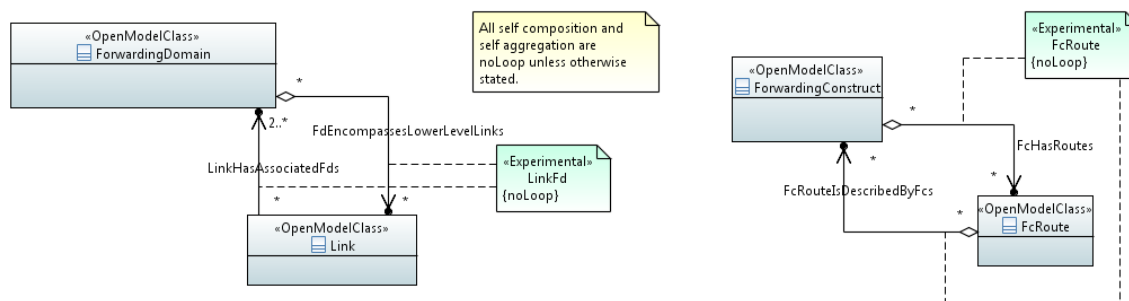 «OpenModelClass»
ForwardingDomain
*
2..*
FdEncompassesLowerLevelLinks
LinkHasAssociatedFds
*
*
«OpenModelClass»
Link
All self composition and
self aggregation are
noLoop unless otherwise
stated.
«Experimental»
LinkFd
{noLoop}
«Experimental»
FcRoute
{noLoop}
«OpenModelClass»
ForwardingConstruct
*
*
FcHasRoutes
FcRouteIsDescribedByFcs
*
*
«OpenModelClass»
FcRoute